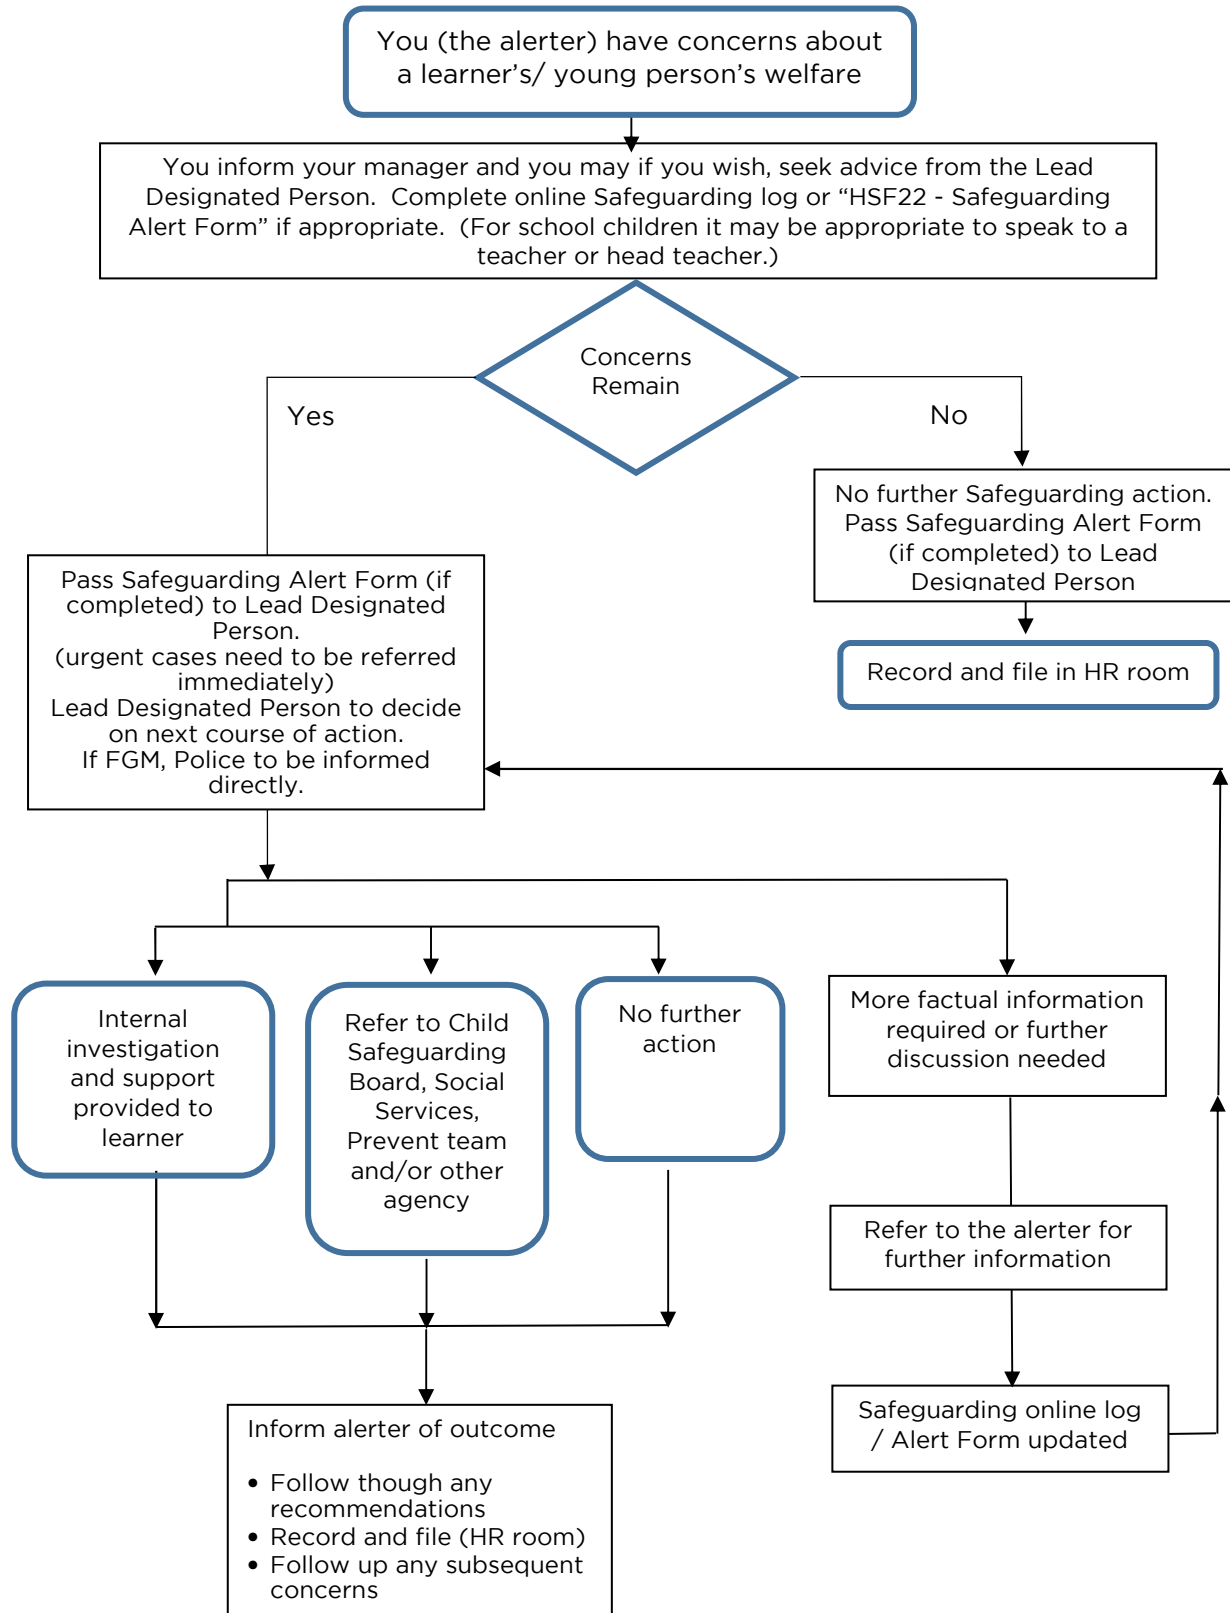 You (the alerter) have concerns about
a learner's/ young person's welfare
You inform your manager and you may if you wish, seek advice from the Lead
Designated Person.  Complete online Safeguarding log or “HSF22 - Safeguarding
Alert Form” if appropriate.  (For school children it may be appropriate to speak to a
teacher or head teacher.)
Concerns
Remain
Yes
No
No further Safeguarding action.
Pass Safeguarding Alert Form
(if completed) to Lead
Designated Person
Record and file in HR room
Pass Safeguarding Alert Form (if
completed) to Lead Designated
Person.
(urgent cases need to be referred
immediately)
Lead Designated Person to decide
on next course of action.
If FGM, Police to be informed
directly.
Internal
investigation
and support
provided to
learner
Refer to Child
Safeguarding
Board, Social
Services,
Prevent team
and/or other
agency
No further
action
More factual information
required or further
discussion needed
Refer to the alerter for
further information
Safeguarding online log
/ Alert Form updated
Inform alerter of outcome
• Follow though any
recommendations
• Record and file (HR room)
• Follow up any subsequent
concerns